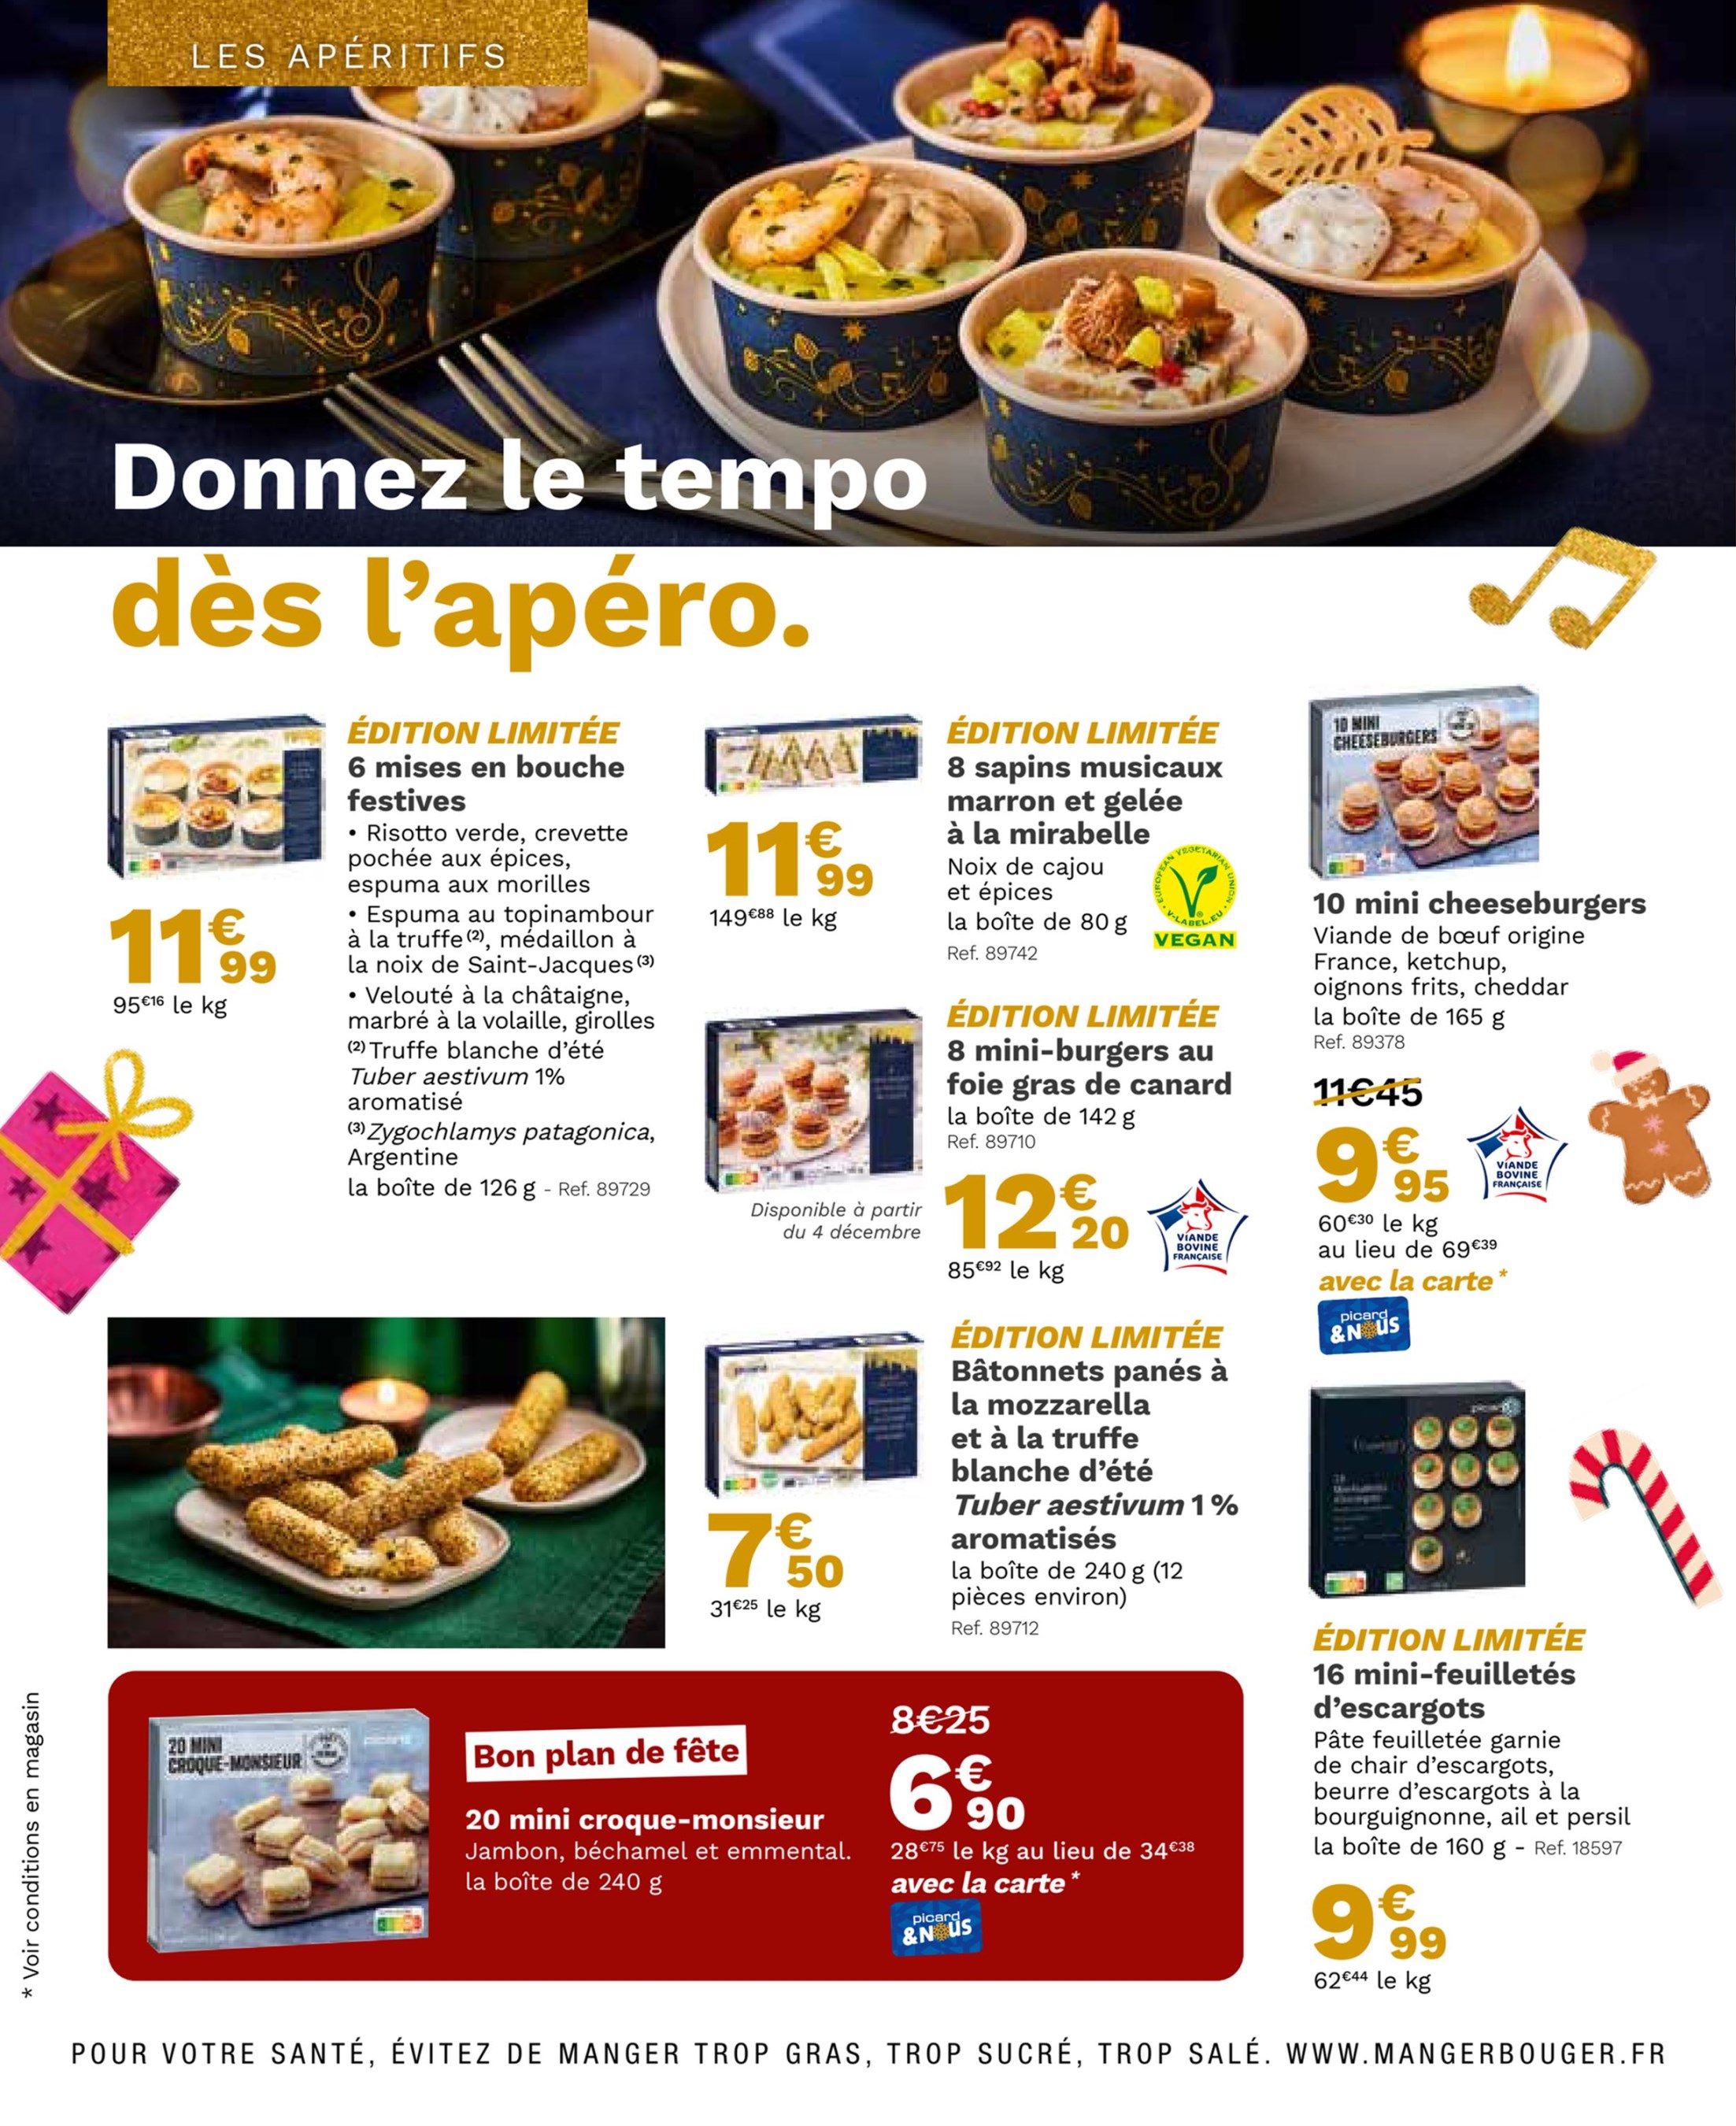 LES APÉRITIFS
Donnez le tempo
dès l'apéro.
ÉDITION LIMITÉE
6 mises en bouche
festives
• Risotto verde, crevette
pochée aux épices,
espuma aux morilles
• Espuma au topinambour
à la truffe (2), médaillon à
la noix de Saint-Jacques (3)
• Velouté à la châtaigne,
marbré à la volaille, girolles
(2) Truffe blanche d'été
Tuber aestivum 1%
aromatisé
(3) Zygochlamys patagonica,
Argentine
la boîte de 126 g - Ref. 89729
11€99
95€16 le kg
ÉDITION LIMITÉE
8 sapins musicaux
marron et gelée
à la mirabelle
Noix de cajou
et épices
la boîte de 80 g
Ref. 89742
EUROPEAN VEGETARIAN UNION
V-LABEL.EU
VEGAN
11€99
149€88 le kg
ÉDITION LIMITÉE
8 mini-burgers au
foie gras de canard
la boîte de 142 g
Ref. 89710
Disponible à partir
du 4 décembre
12€20
85€92 le kg
VIANDE
BOVINE
FRANÇAISE
10 MINI
CHEESEBURGERS
10 mini cheeseburgers
Viande de bœuf origine
France, ketchup,
oignons frits, cheddar
la boîte de 165 g
Ref. 89378
11€45
9€95
VIANDE
BOVINE
FRANÇAISE
60€30 le kg
au lieu de 69€39
avec la carte *
picard
&NOUS
ÉDITION LIMITÉE
Bâtonnets panés à
la mozzarella
et à la truffe
blanche d'été
Tuber aestivum 1 %
aromatisés
la boîte de 240 g (12
pièces environ)
Ref. 89712
7€50
31€25 le kg
picard
ÉDITION LIMITÉE
16 mini-feuilletés
d'escargots
Pâte feuilletée garnie
de chair d'escargots,
beurre d'escargots à la
bourguignonne, ail et persil
la boîte de 160 g - Ref. 18597
9€99
62€44 le kg
20 MINI
CROQUE-MONSIEUR
picard
Bon plan de fête
20 mini croque-monsieur
Jambon, béchamel et emmental.
la boîte de 240 g
8€25
6€90
28€75 le kg au lieu de 34€38
avec la carte *
picard
&NOUS
* Voir conditions en magasin
POUR VOTRE SANTÉ, ÉVITEZ DE MANGER TROP GRAS, TROP SUCRÉ, TROP SALÉ. WWW.MANGERBOUGER.FR